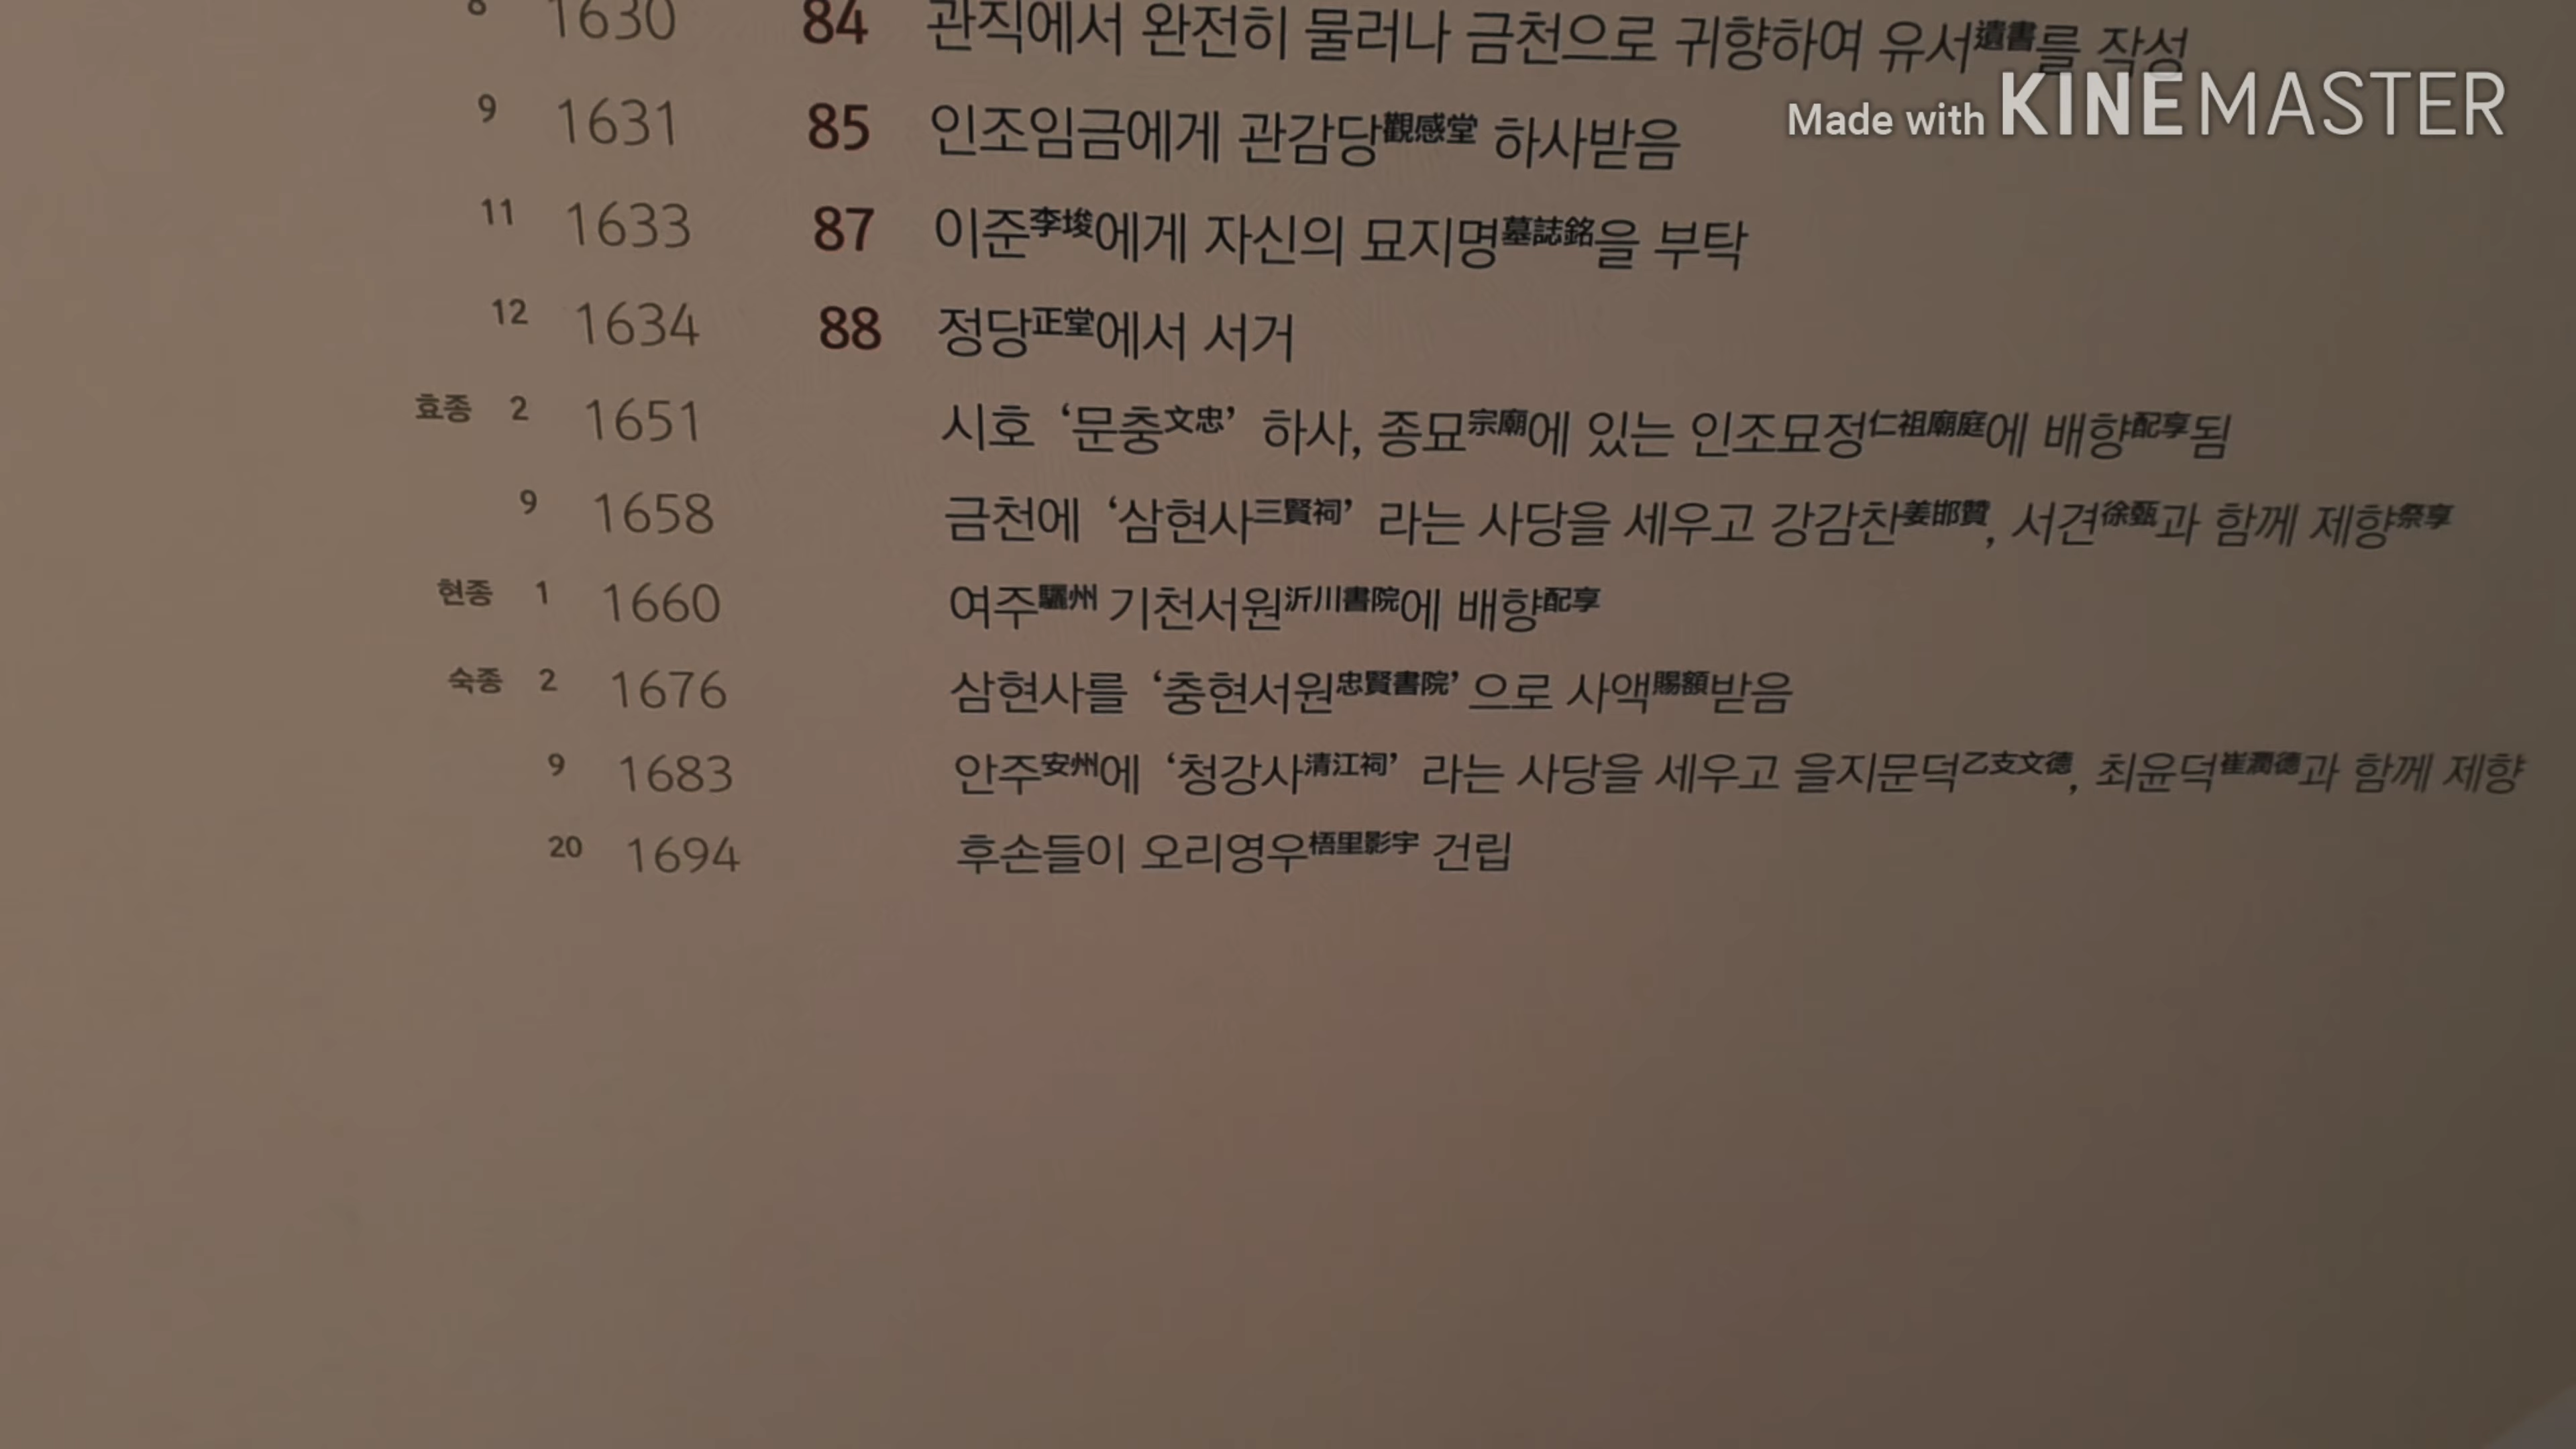 8 1630 84 관직에서 완전히 물러나 금천으로 귀향하여 유서遺書를 작성
Made with KINEMASTER
9 1631 85 인조임금에게 관감당觀感堂 하사받음
11 1633 87 이준李埈에게 자신의 묘지명墓誌銘을 부탁
12 1634 88 정당正堂에서 서거
효종 2 1651 시호 ‘문충文忠’ 하사, 종묘宗廟에 있는 인조묘정仁祖廟庭에 배향配享됨
9 1658 금천에 ‘삼현사三賢祠’ 라는 사당을 세우고 강감찬姜邯贊, 서견徐甄과 함께 제향祭享
현종 1 1660 여주驪州 기천서원沂川書院에 배향配享
숙종 2 1676 삼현사를 ‘충현서원忠賢書院’ 으로 사액賜額받음
9 1683 안주安州에 ‘청강사淸江祠’ 라는 사당을 세우고 을지문덕乙支文德, 최윤덕崔潤德과 함께 제향
20 1694 후손들이 오리영우梧里影宇 건립